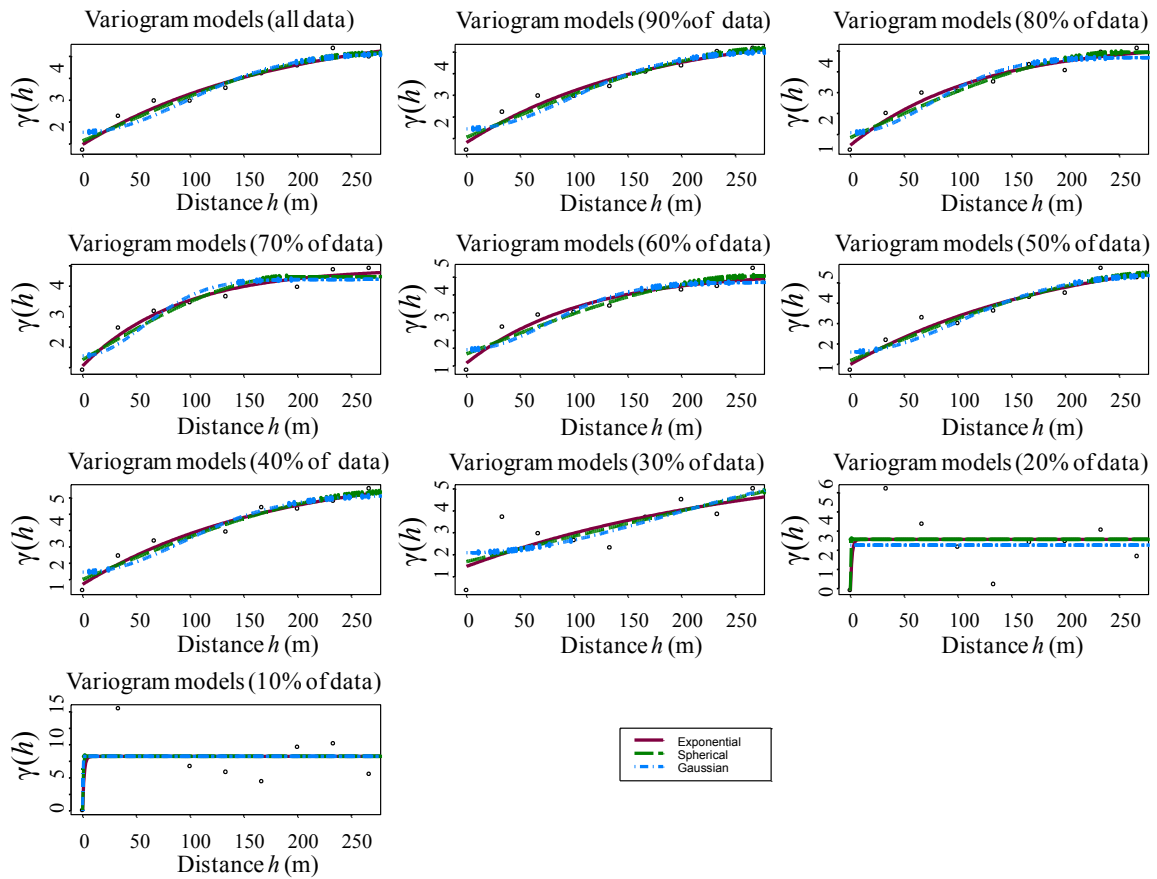 Variogram models (all data) Variogram models (90%of data) Variogram models (80% of data)
γ(h) 2 3 4 γ(h) 2 3 4 γ(h) 1 2 3 4
0 50 100 150 200 250 0 50 100 150 200 250 0 50 100 150 200 250
Distance h (m) Distance h (m) Distance h (m)
Variogram models (70% of data) Variogram models (60% of data) Variogram models (50% of data)
γ(h) 2 3 4 γ(h) 1 2 3 4 5 γ(h) 1 2 3 4 5
0 50 100 150 200 250 0 50 100 150 200 250 0 50 100 150 200 250
Distance h (m) Distance h (m) Distance h (m)
Variogram models (40% of data) Variogram models (30% of data) Variogram models (20% of data)
γ(h) 1 2 3 4 5 γ(h) 1 2 3 4 5 γ(h) 0 1 2 3 4 5 6
0 50 100 150 200 250 0 50 100 150 200 250 0 50 100 150 200 250
Distance h (m) Distance h (m) Distance h (m)
Variogram models (10% of data)
γ(h) 0 5 10 15
0 50 100 150 200 250
Distance h (m)
Exponential
Spherical
Gaussian